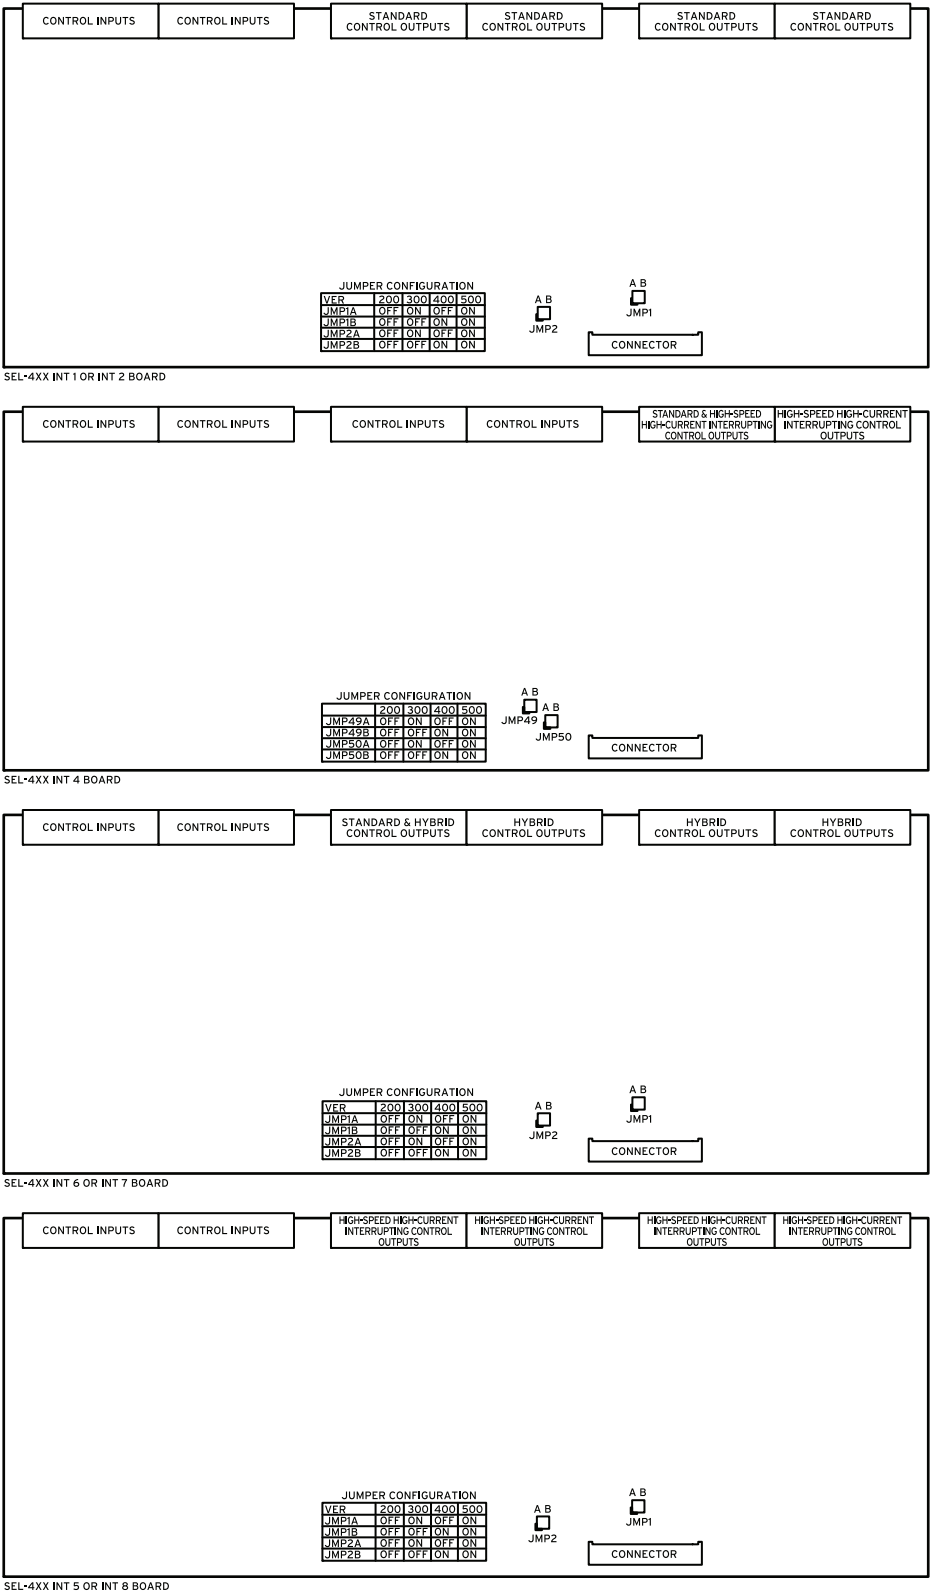 CONTROL INPUTS CONTROL INPUTS STANDARD CONTROL OUTPUTS STANDARD CONTROL OUTPUTS STANDARD CONTROL OUTPUTS STANDARD CONTROL OUTPUTS
JUMPER CONFIGURATION
VER 200 300 400 500
JMP1A OFF ON OFF ON
JMP1B OFF OFF ON ON
JMP2A OFF ON OFF ON
JMP2B OFF OFF ON ON
A B
JMP2
A B
JMP1
CONNECTOR
SEL-4XX INT 1 OR INT 2 BOARD
CONTROL INPUTS CONTROL INPUTS CONTROL INPUTS CONTROL INPUTS STANDARD & HIGH-SPEED HIGH-CURRENT INTERRUPTING CONTROL OUTPUTS HIGH-SPEED HIGH-CURRENT INTERRUPTING CONTROL OUTPUTS
JUMPER CONFIGURATION
200 300 400 500
JMP49A OFF ON OFF ON
JMP49B OFF OFF ON ON
JMP50A OFF ON OFF ON
JMP50B OFF OFF ON ON
A B
JMP49
A B
JMP50
CONNECTOR
SEL-4XX INT 4 BOARD
CONTROL INPUTS CONTROL INPUTS STANDARD & HYBRID CONTROL OUTPUTS HYBRID CONTROL OUTPUTS HYBRID CONTROL OUTPUTS HYBRID CONTROL OUTPUTS
JUMPER CONFIGURATION
VER 200 300 400 500
JMP1A OFF ON OFF ON
JMP1B OFF OFF ON ON
JMP2A OFF ON OFF ON
JMP2B OFF OFF ON ON
A B
JMP2
A B
JMP1
CONNECTOR
SEL-4XX INT 6 OR INT 7 BOARD
CONTROL INPUTS CONTROL INPUTS HIGH-SPEED HIGH-CURRENT INTERRUPTING CONTROL OUTPUTS HIGH-SPEED HIGH-CURRENT INTERRUPTING CONTROL OUTPUTS HIGH-SPEED HIGH-CURRENT INTERRUPTING CONTROL OUTPUTS HIGH-SPEED HIGH-CURRENT INTERRUPTING CONTROL OUTPUTS
JUMPER CONFIGURATION
VER 200 300 400 500
JMP1A OFF ON OFF ON
JMP1B OFF OFF ON ON
JMP2A OFF ON OFF ON
JMP2B OFF OFF ON ON
A B
JMP2
A B
JMP1
CONNECTOR
SEL-4XX INT 5 OR INT 8 BOARD